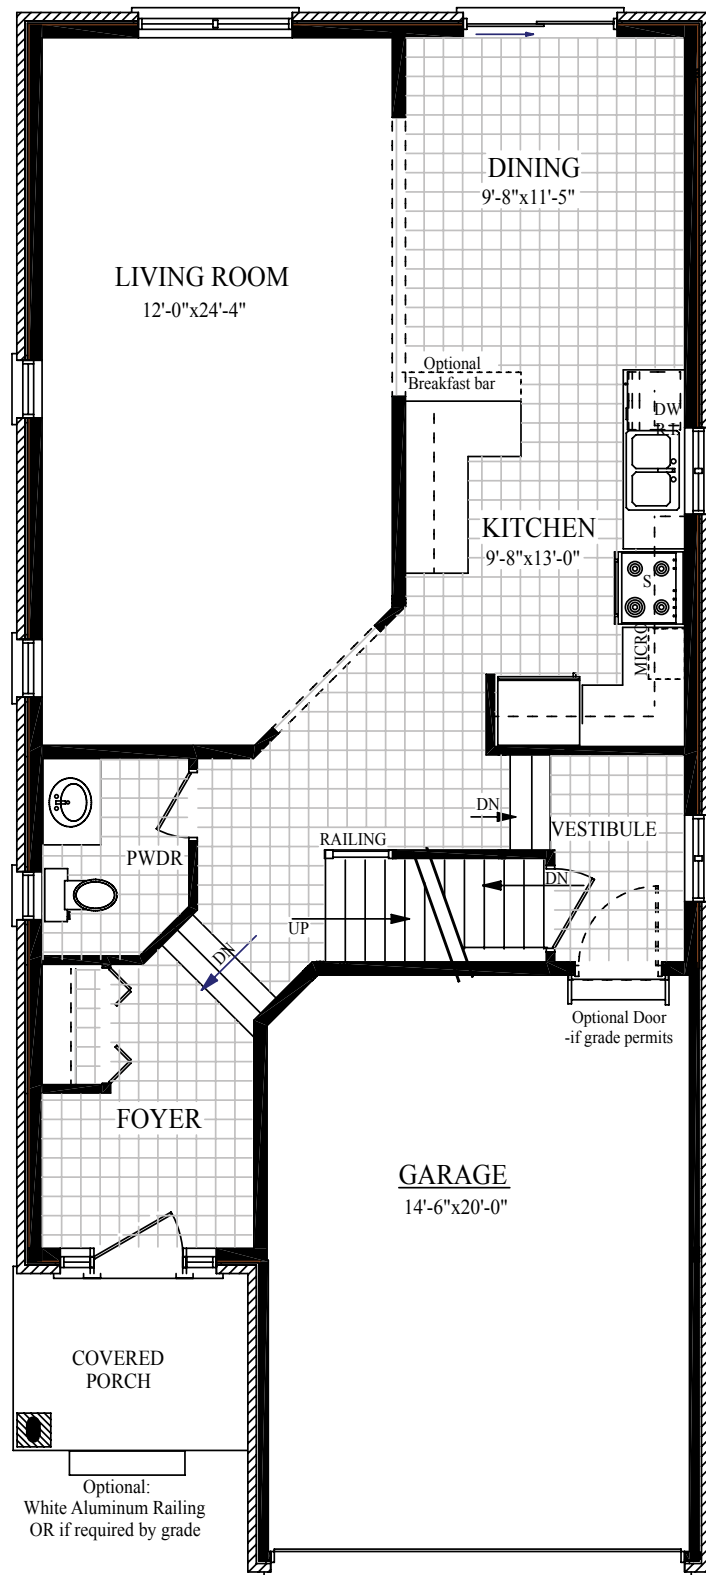 DINING
9'-8"x11'-5"
LIVING ROOM
12'-0"x24'-4"
Optional
Breakfast bar
DW
R.I.
KITCHEN
9'-8"x13'-0"
S
MICRO
DN
VESTIBULE
RAILING
PWDR
DN
UP
DN
Optional Door
-if grade permits
FOYER
GARAGE
14'-6"x20'-0"
COVERED
PORCH
Optional:
White Aluminum Railing
OR if required by grade